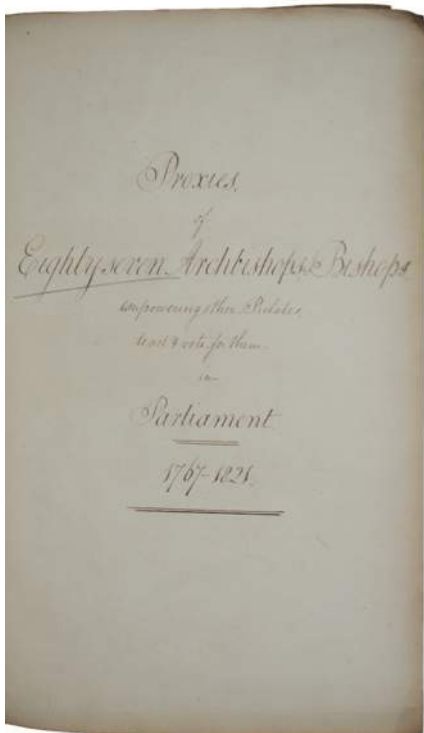 Proxies,
of
Eighty seven Archbishops & Bishops
empowering other Prelates,
to act & vote for them
in
Parliament
1767-1821.